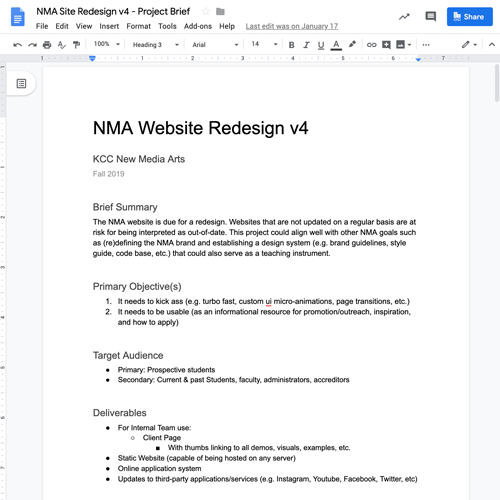 NMA Site Redesign v4 - Project Brief
File Edit View Insert Format Tools Add-ons Help Last edit was on January 17
Share
100% Heading 3 Arial 14 B I U A
1 1 2 3 4 5 6 7
NMA Website Redesign v4
KCC New Media Arts
Fall 2019
Brief Summary
The NMA website is due for a redesign. Websites that are not updated on a regular basis are at
risk for being interpreted as out-of-date. This project could align well with other NMA goals such
as (re)defining the NMA brand and establishing a design system (e.g. brand guidelines, style
guide, code base, etc.) that could also serve as a teaching instrument.
Primary Objective(s)
1. It needs to kick ass (e.g. turbo fast, custom ui micro-animations, page transitions, etc.)
2. It needs to be usable (as an informational resource for promotion/outreach, inspiration,
and how to apply)
Target Audience
● Primary: Prospective students
● Secondary: Current & past Students, faculty, administrators, accreditors
Deliverables
● For Internal Team use:
○ Client Page
■ With thumbs linking to all demos, visuals, examples, etc.
● Static Website (capable of being hosted on any server)
● Online application system
● Updates to third-party applications/services (e.g. Instagram, Youtube, Facebook, Twitter, etc)